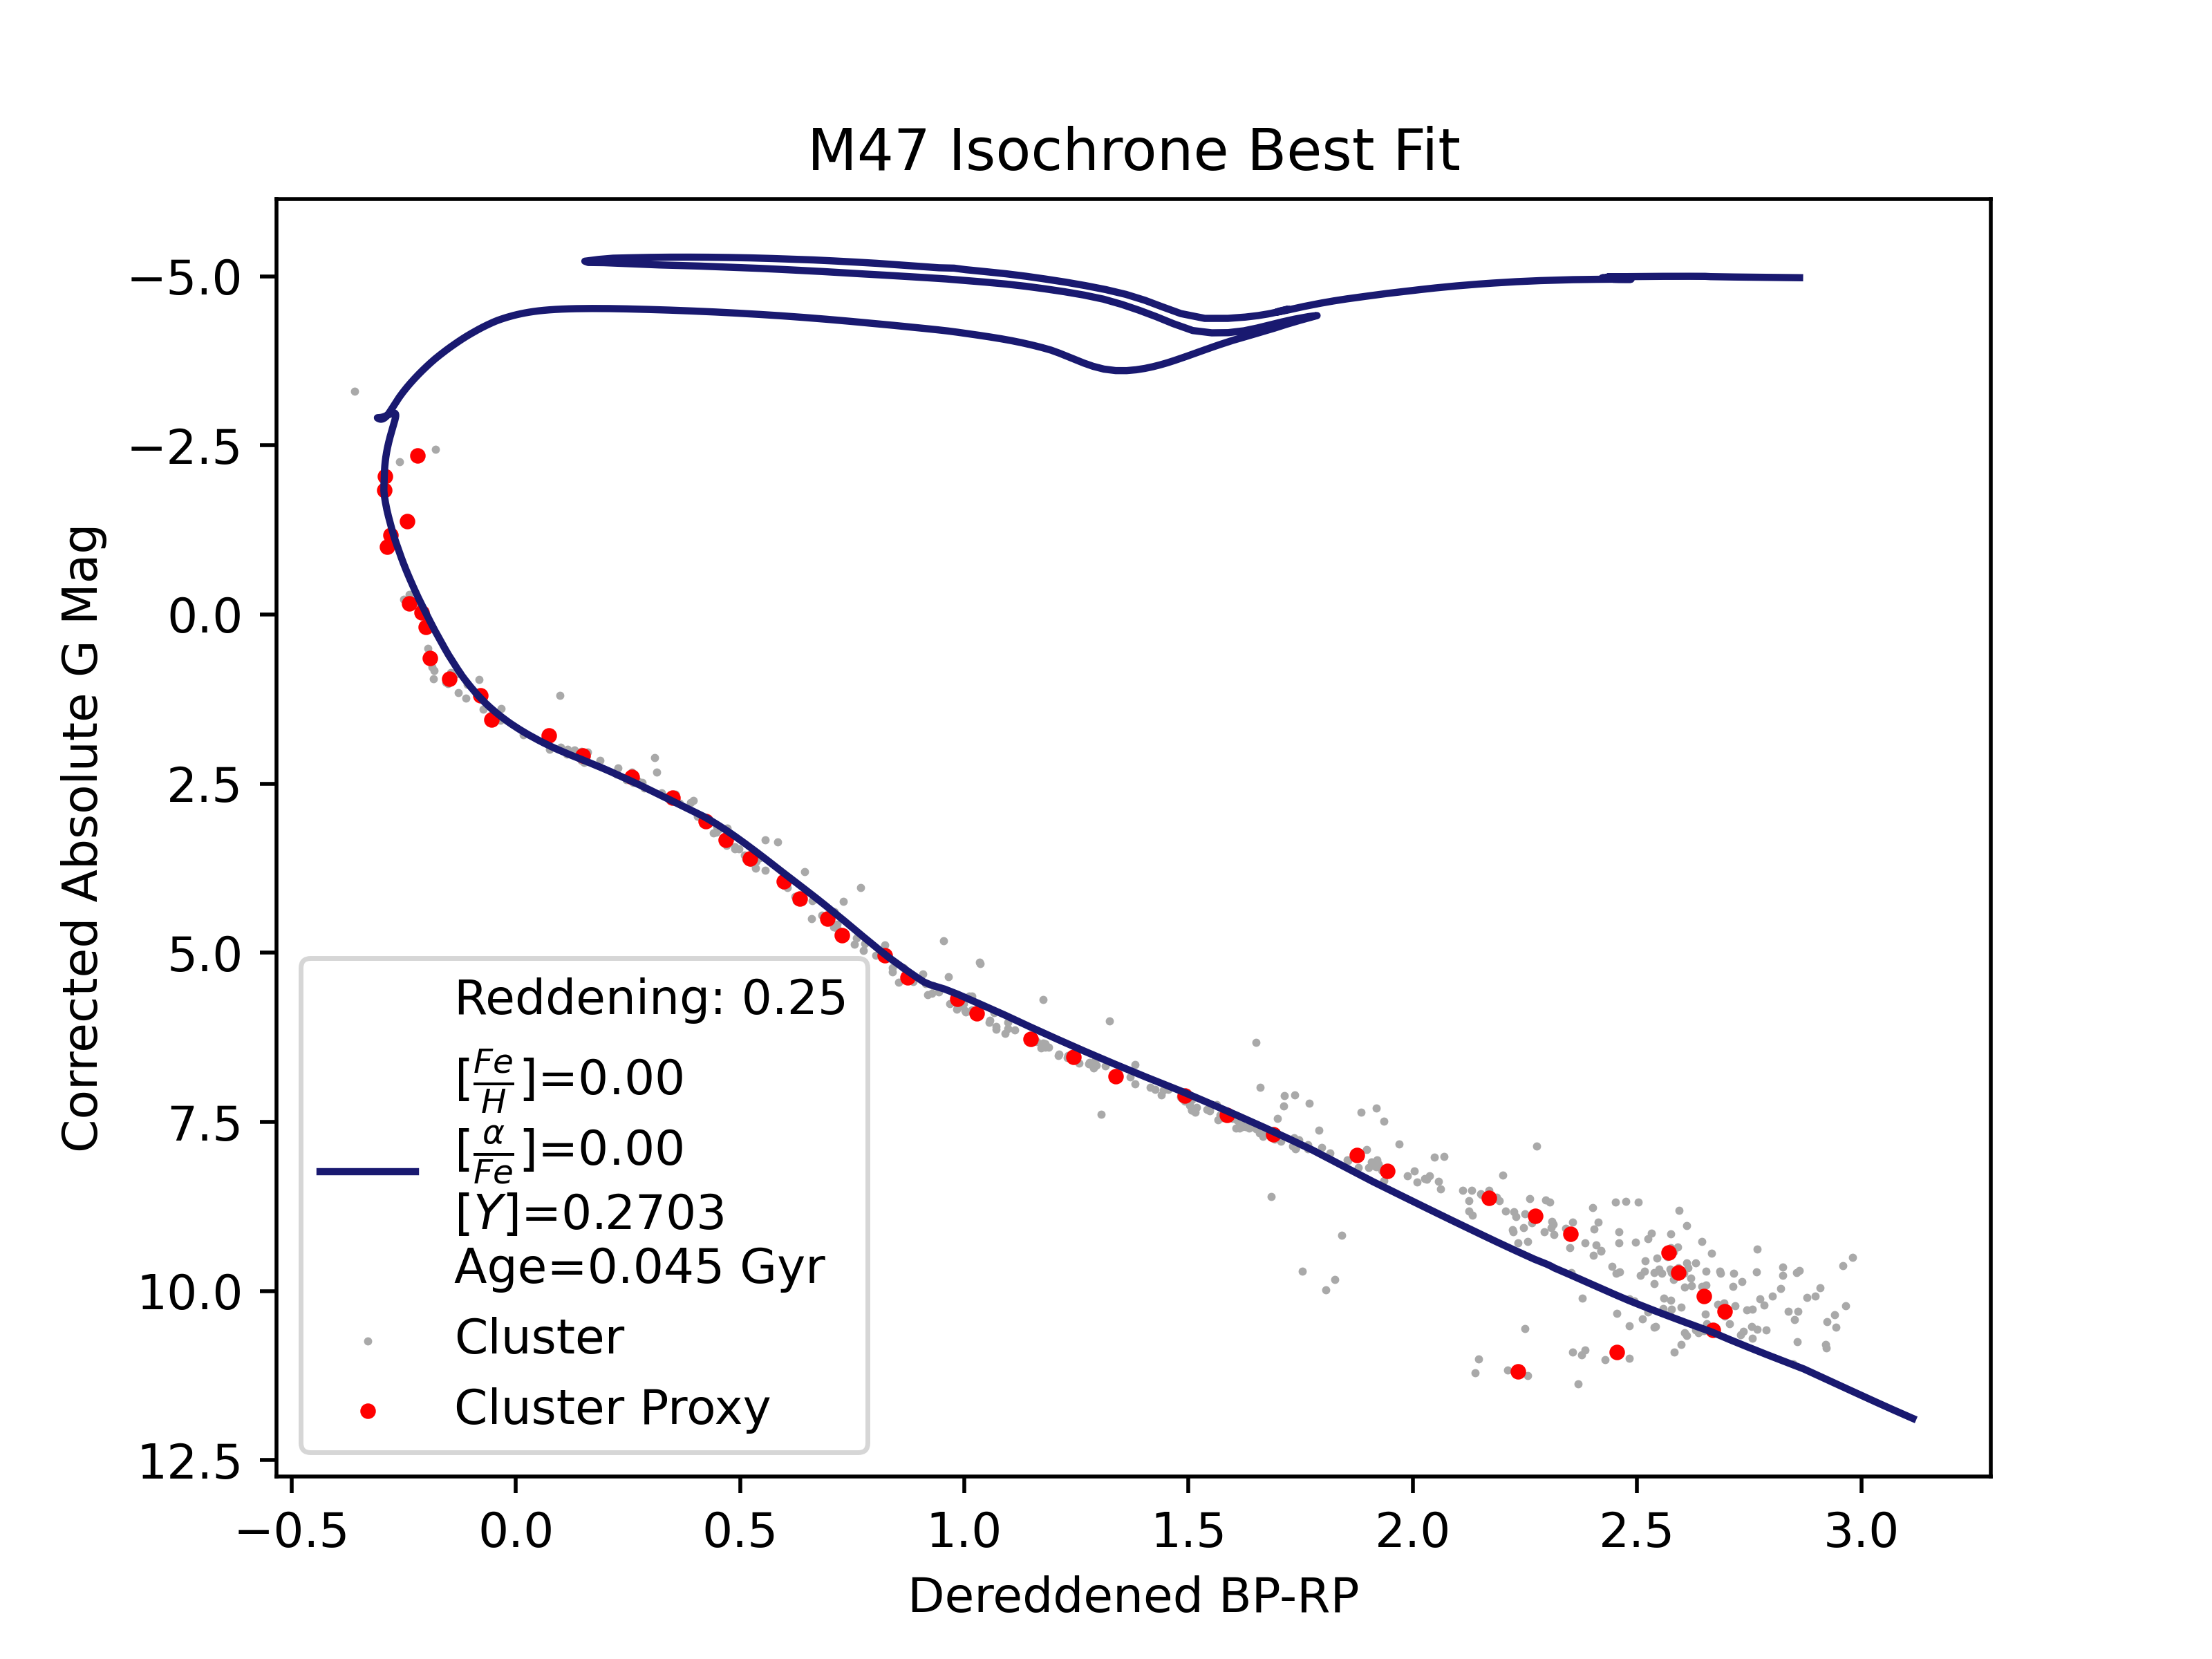 M47 Isochrone Best Fit
Corrected Absolute G Mag
−5.0
−2.5
0.0
2.5
5.0
7.5
10.0
12.5
Reddening: 0.25
[Fe/H]=0.00
[α/Fe]=0.00
[Y]=0.2703
Age=0.045 Gyr
Cluster
Cluster Proxy
−0.5 0.0 0.5 1.0 1.5 2.0 2.5 3.0
Dereddened BP-RP